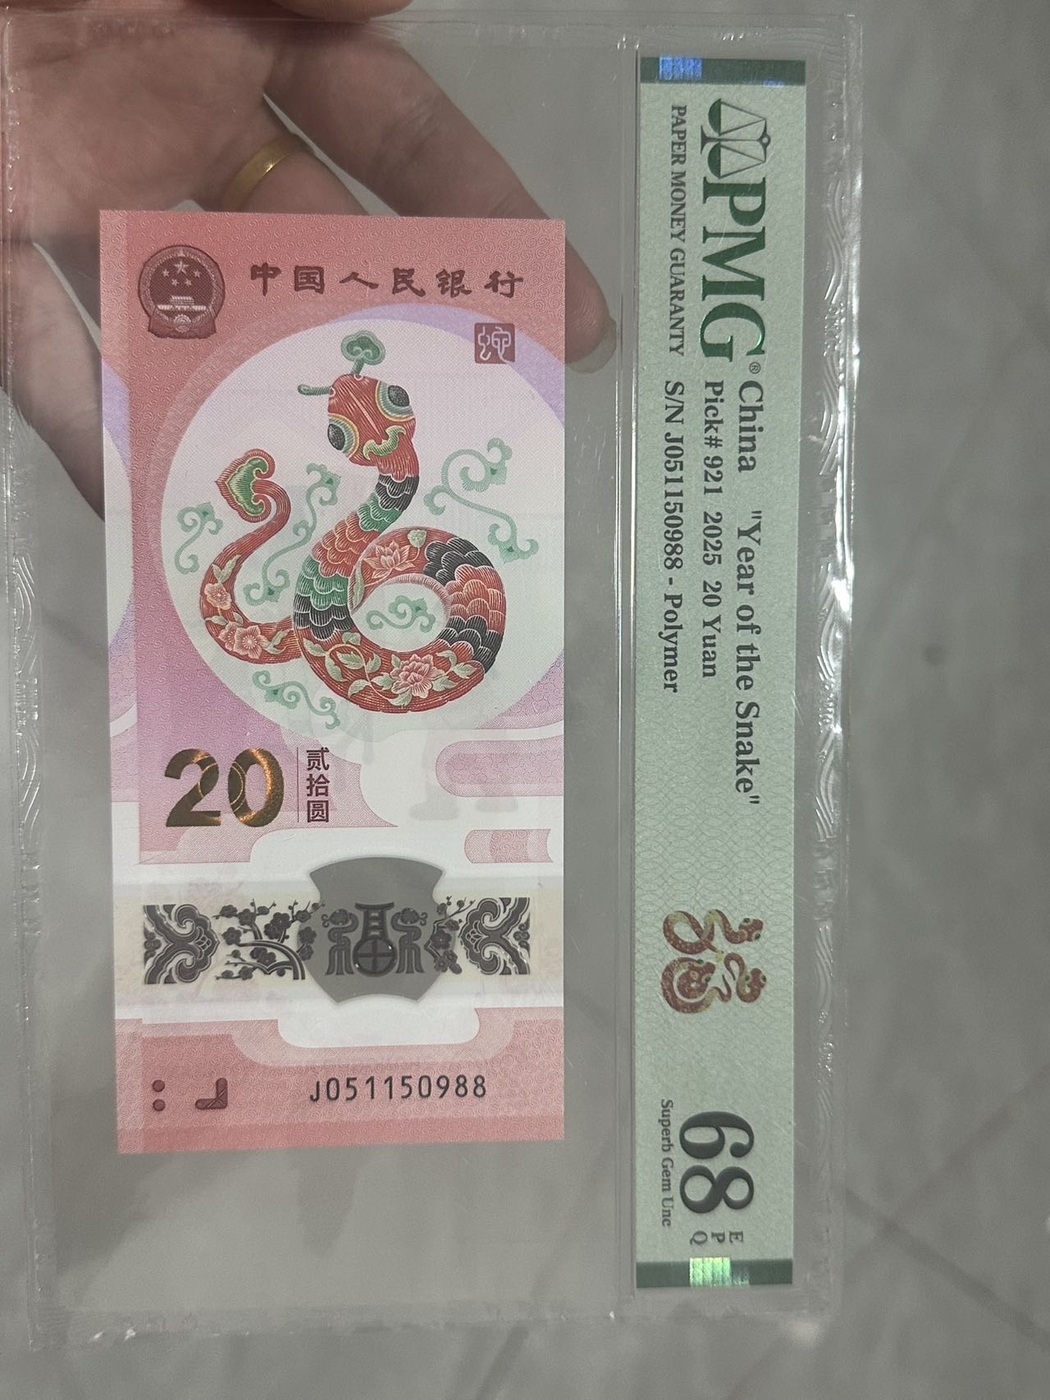 中国人民银行
蛇
20
贰拾圆
J051150988
PMG®
PAPER MONEY GUARANTY
China "Year of the Snake"
Pick# 921 2025 20 Yuan
S/N J051150988 - Polymer
68
EPQ
Superb Gem Unc